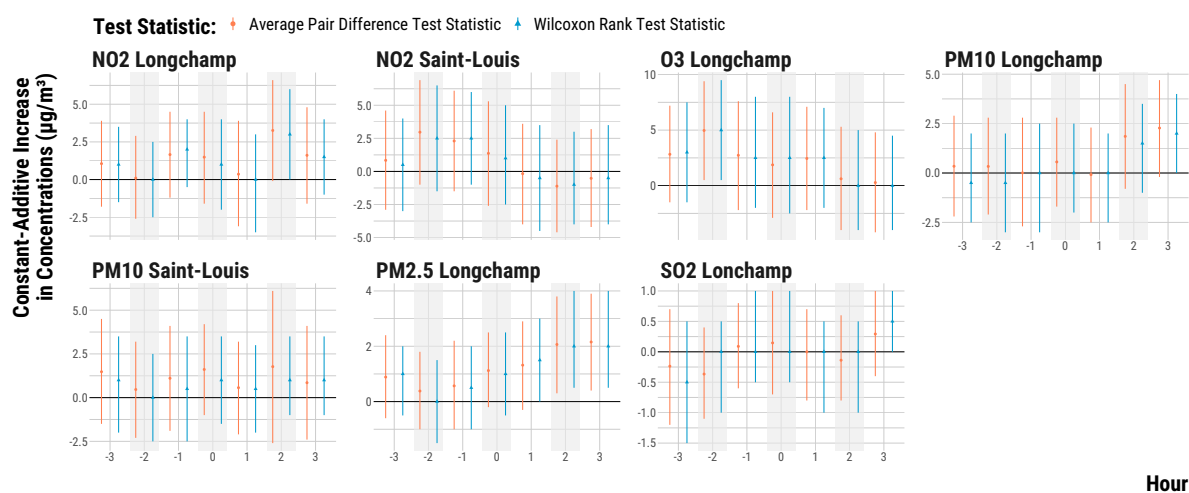 Test Statistic: Average Pair Difference Test Statistic Wilcoxon Rank Test Statistic
Constant-Additive Increase
in Concentrations (µg/m³)
NO2 Longchamp NO2 Saint-Louis O3 Longchamp PM10 Longchamp
5.0
2.5
0.0
-2.5
5.0
2.5
0.0
-2.5
-5.0
10
5
0
5.0
2.5
0.0
-2.5
-3 -2 -1 0 1 2 3
PM10 Saint-Louis PM2.5 Longchamp SO2 Lonchamp
5.0
2.5
0.0
-2.5
-3 -2 -1 0 1 2 3
4
2
0
-3 -2 -1 0 1 2 3
1.0
0.5
0.0
-0.5
-1.0
-1.5
-3 -2 -1 0 1 2 3
Hour